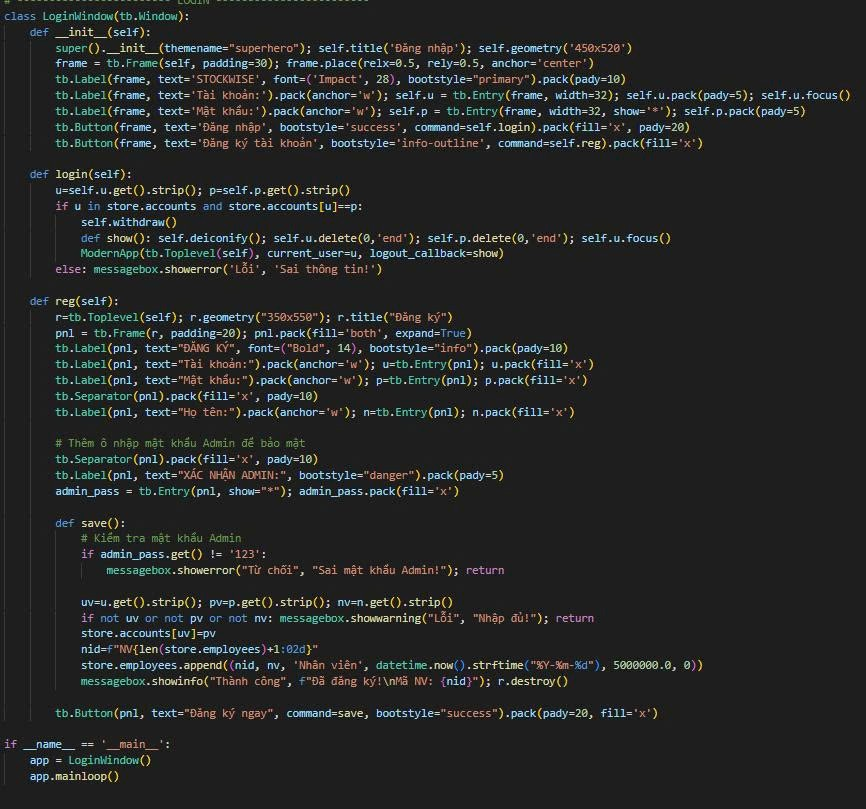 # ------------------------ LOGIN ------------------------
class LoginWindow(tb.Window):
    def __init__(self):
        super().__init__(themename="superhero"); self.title('Đăng nhập'); self.geometry('450x520')
        frame = tb.Frame(self, padding=30); frame.place(relx=0.5, rely=0.5, anchor='center')
        tb.Label(frame, text='STOCKWISE', font=('Impact', 28), bootstyle="primary").pack(pady=10)
        tb.Label(frame, text='Tài khoản:').pack(anchor='w'); self.u = tb.Entry(frame, width=32); self.u.pack(pady=5); self.u.focus()
        tb.Label(frame, text='Mật khẩu:').pack(anchor='w'); self.p = tb.Entry(frame, width=32, show='*'); self.p.pack(pady=5)
        tb.Button(frame, text='Đăng nhập', bootstyle='success', command=self.login).pack(fill='x', pady=20)
        tb.Button(frame, text='Đăng ký tài khoản', bootstyle='info-outline', command=self.reg).pack(fill='x')

    def login(self):
        u=self.u.get().strip(); p=self.p.get().strip()
        if u in store.accounts and store.accounts[u]==p:
            self.withdraw()
            def show(): self.deiconify(); self.u.delete(0,'end'); self.p.delete(0,'end'); self.u.focus()
            ModernApp(tb.Toplevel(self), current_user=u, logout_callback=show)
        else: messagebox.showerror('Lỗi', 'Sai thông tin!')

    def reg(self):
        r=tb.Toplevel(self); r.geometry("350x550"); r.title("Đăng ký")
        pnl = tb.Frame(r, padding=20); pnl.pack(fill='both', expand=True)
        tb.Label(pnl, text="ĐĂNG KÝ", font=("Bold", 14), bootstyle="info").pack(pady=10)
        tb.Label(pnl, text="Tài khoản:").pack(anchor='w'); u=tb.Entry(pnl); u.pack(fill='x')
        tb.Label(pnl, text="Mật khẩu:").pack(anchor='w'); p=tb.Entry(pnl); p.pack(fill='x')
        tb.Separator(pnl).pack(fill='x', pady=10)
        tb.Label(pnl, text="Họ tên:").pack(anchor='w'); n=tb.Entry(pnl); n.pack(fill='x')

        # Thêm ô nhập mật khẩu Admin để bảo mật
        tb.Separator(pnl).pack(fill='x', pady=10)
        tb.Label(pnl, text="XÁC NHẬN ADMIN:", bootstyle="danger").pack(pady=5)
        admin_pass = tb.Entry(pnl, show="*"); admin_pass.pack(fill='x')

        def save():
            # Kiểm tra mật khẩu Admin
            if admin_pass.get() != '123':
                messagebox.showerror("Từ chối", "Sai mật khẩu Admin!"); return

            uv=u.get().strip(); pv=p.get().strip(); nv=n.get().strip()
            if not uv or not pv or not nv: messagebox.showwarning("Lỗi", "Nhập đủ!"); return
            store.accounts[uv]=pv
            nid=f"NV{len(store.employees)+1:02d}"
            store.employees.append((nid, nv, 'Nhân viên', datetime.now().strftime("%Y-%m-%d"), 5000000.0, 0))
            messagebox.showinfo("Thành công", f"Đã đăng ký!\nMã NV: {nid}"); r.destroy()

        tb.Button(pnl, text="Đăng ký ngay", command=save, bootstyle="success").pack(pady=20, fill='x')

if __name__ == '__main__':
    app = LoginWindow()
    app.mainloop()